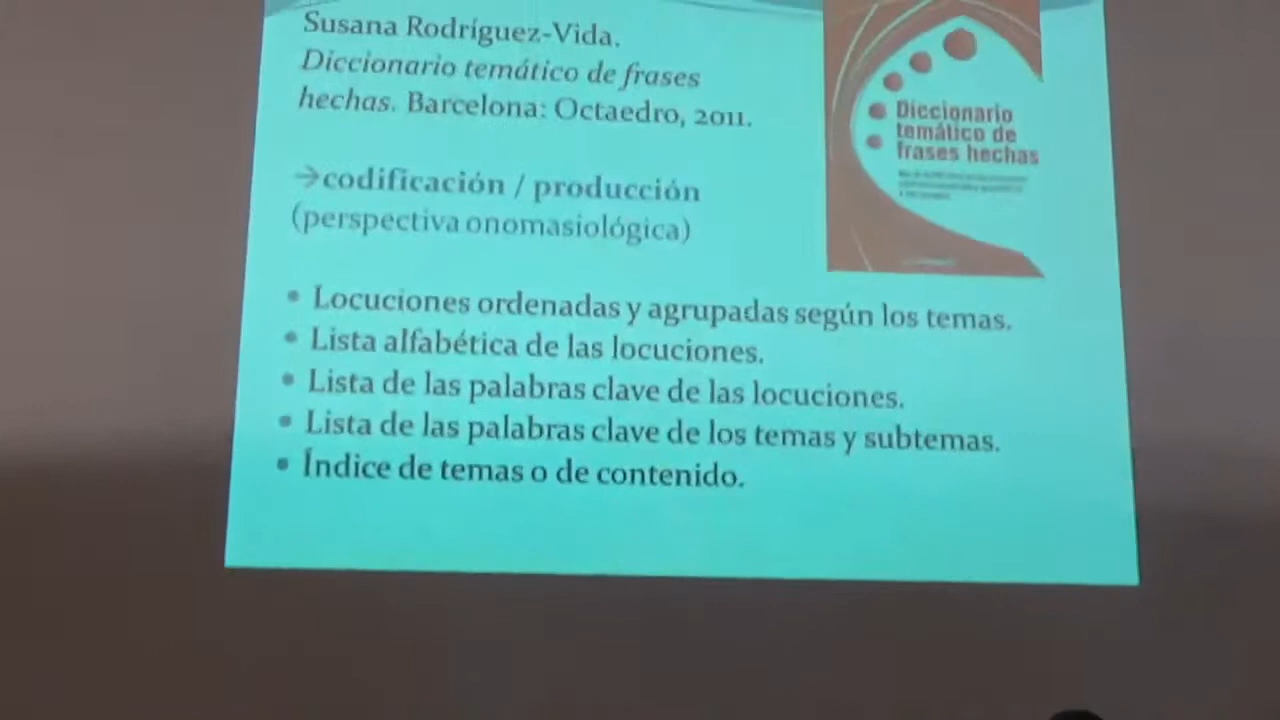 Susana Rodríguez-Vida.
Diccionario temático de frases
hechas. Barcelona: Octaedro, 2011.
→codificación / producción
(perspectiva onomasiológica)
• Locuciones ordenadas y agrupadas según los temas.
• Lista alfabética de las locuciones.
• Lista de las palabras clave de las locuciones.
• Lista de las palabras clave de los temas y subtemas.
• Índice de temas o de contenido.
Diccionario
temático de
frases hechas